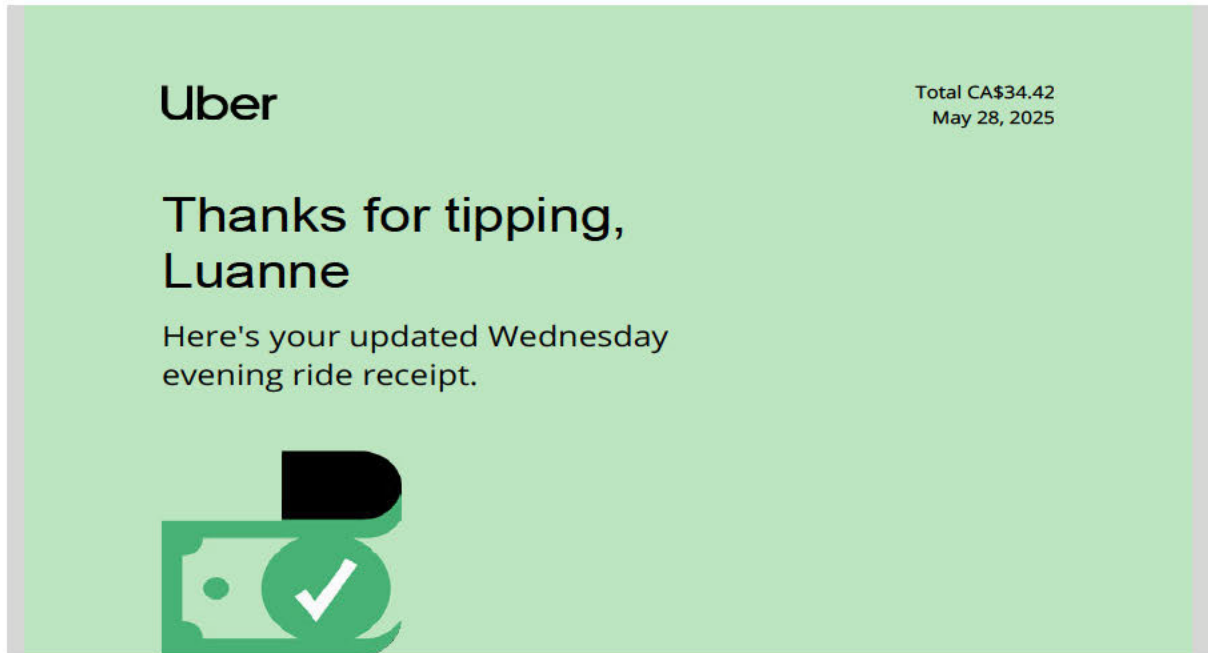 Uber
Total CA$34.42
May 28, 2025
Thanks for tipping,
Luanne
Here's your updated Wednesday
evening ride receipt.